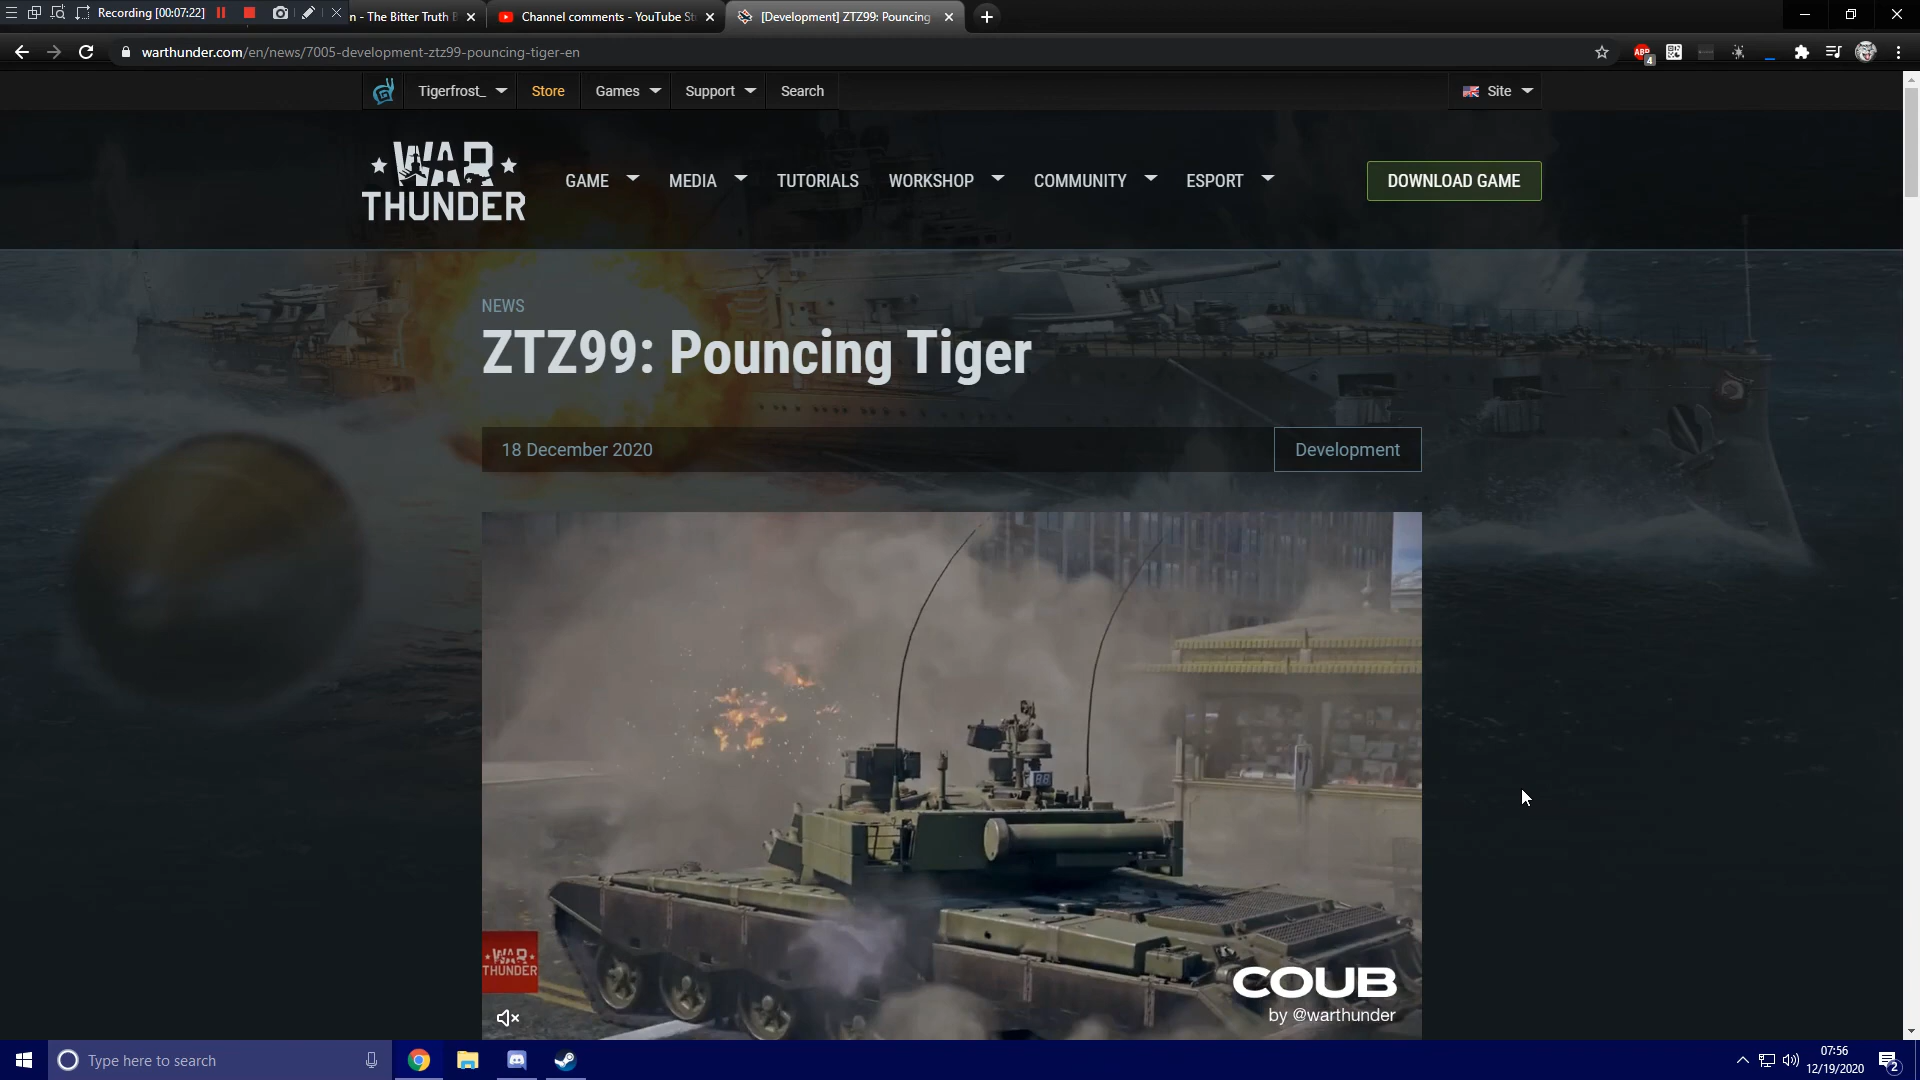 Recording [00:07:22]
n - The Bitter Truth B
Channel comments - YouTube St
[Development] ZTZ99: Pouncing
warthunder.com/en/news/7005-development-ztz99-pouncing-tiger-en
ABP
4
Tigerfrost_
Store
Games
Support
Search
Site
WAR
THUNDER
GAME
MEDIA
TUTORIALS
WORKSHOP
COMMUNITY
ESPORT
DOWNLOAD GAME
NEWS
ZTZ99: Pouncing Tiger
18 December 2020
Development
WAR
THUNDER
COUB
by @warthunder
Type here to search
07:56
12/19/2020
2